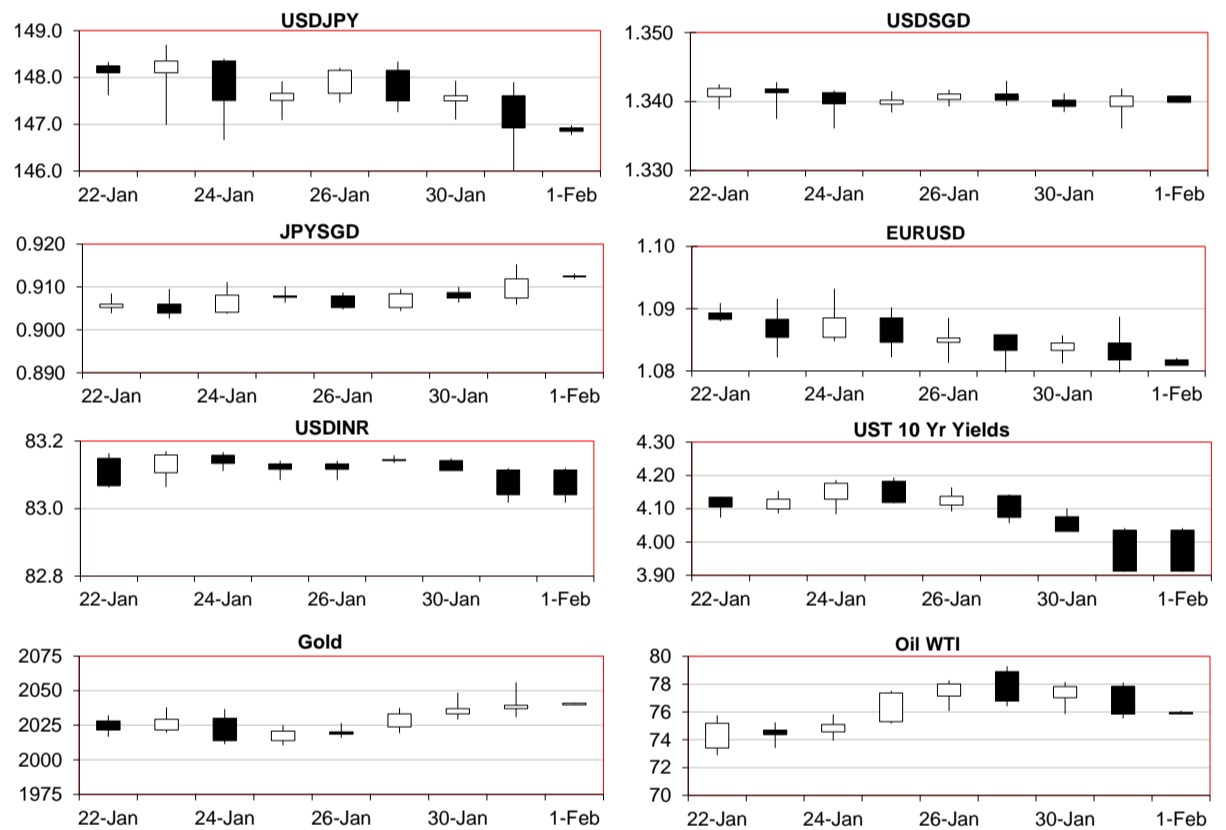 USDJPY
149.0
148.0
147.0
146.0
22-Jan 24-Jan 26-Jan 30-Jan 1-Feb
USDSGD
1.350
1.340
1.330
22-Jan 24-Jan 26-Jan 30-Jan 1-Feb
JPYSGD
0.920
0.910
0.900
0.890
22-Jan 24-Jan 26-Jan 30-Jan 1-Feb
EURUSD
1.10
1.09
1.08
22-Jan 24-Jan 26-Jan 30-Jan 1-Feb
USDINR
83.2
83.0
82.8
22-Jan 24-Jan 26-Jan 30-Jan 1-Feb
UST 10 Yr Yields
4.30
4.20
4.10
4.00
3.90
22-Jan 24-Jan 26-Jan 30-Jan 1-Feb
Gold
2075
2050
2025
2000
1975
22-Jan 24-Jan 26-Jan 30-Jan 1-Feb
Oil WTI
80
78
76
74
72
70
22-Jan 24-Jan 26-Jan 30-Jan 1-Feb